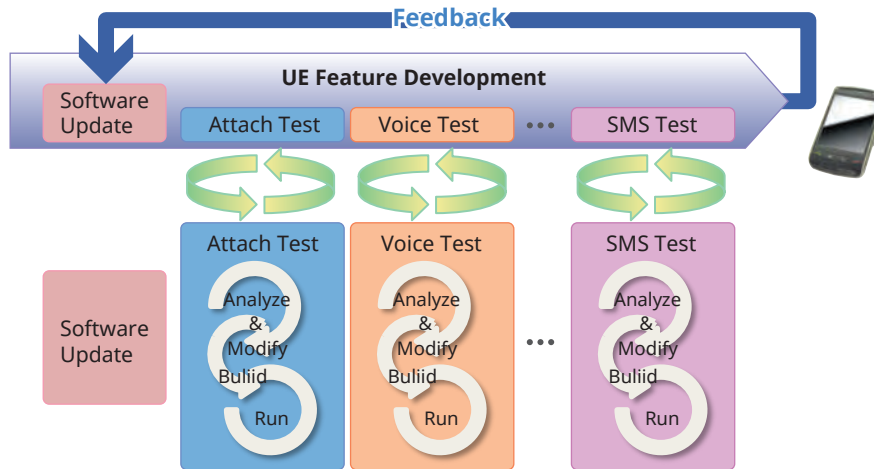 Feedback
UE Feature Development
Software
Update
Attach Test
Voice Test
•••
SMS Test
Attach Test
Voice Test
SMS Test
Software
Update
Analyze
&
Modify
Buliid
Run
Analyze
&
Modify
Buliid
Run
•••
Analyze
&
Modify
Buliid
Run